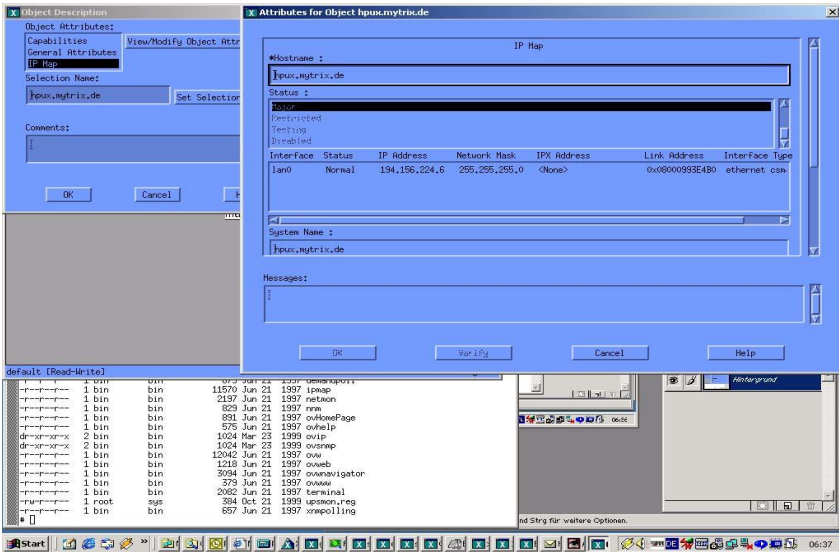 Object Description
Object Attributes:
Capabilities
General Attributes
IP Map
View/Modify Object Attr
Selection Name:
hpux.mytrix.de
Set Selection
Comments:
OK
Cancel
H
default [Read-Write]
Attributes for Object hpux.mytrix.de
IP Map
*Hostname :
hpux.mytrix.de
Status :
Major
Restricted
Testing
Disabled
Interface Status IP Address Network Mask IPX Address Link Address Interface Type
lan0 Normal 194.156.224.6 255.255.255.0 <None> 0x08000993E4B0 ethernet csm
System Name :
hpux.mytrix.de
Messages:
OK
Verify
Cancel
Help
-r--r--r-- 1 bin bin 11570 Jun 21 1997 ipmap
-r--r--r-- 1 bin bin 2197 Jun 21 1997 netmon
-r--r--r-- 1 bin bin 829 Jun 21 1997 nnm
-r--r--r-- 1 bin bin 891 Jun 21 1997 ovHomePage
-r--r--r-- 1 bin bin 575 Jun 21 1997 ovhelp
dr-xr-xr-x 2 bin bin 1024 Mar 23 1999 ovip
dr-xr-xr-x 2 bin bin 1024 Mar 23 1999 ovsnmp
-r--r--r-- 1 bin bin 12042 Jun 21 1997 ovw
-r--r--r-- 1 bin bin 1218 Jun 21 1997 ovweb
-r--r--r-- 1 bin bin 3094 Jun 21 1997 ovwnavigator
-r--r--r-- 1 bin bin 379 Jun 21 1997 ovwww
-r--r--r-- 1 bin bin 2082 Jun 21 1997 terminal
-rw-r--r-- 1 root sys 384 Oct 21 1999 upsmon.reg
-r--r--r-- 1 bin bin 657 Jun 21 1997 xnmpolling
#
Hintergrund
06:36
nd Strg für weitere Optionen.
Start
DE
06:37